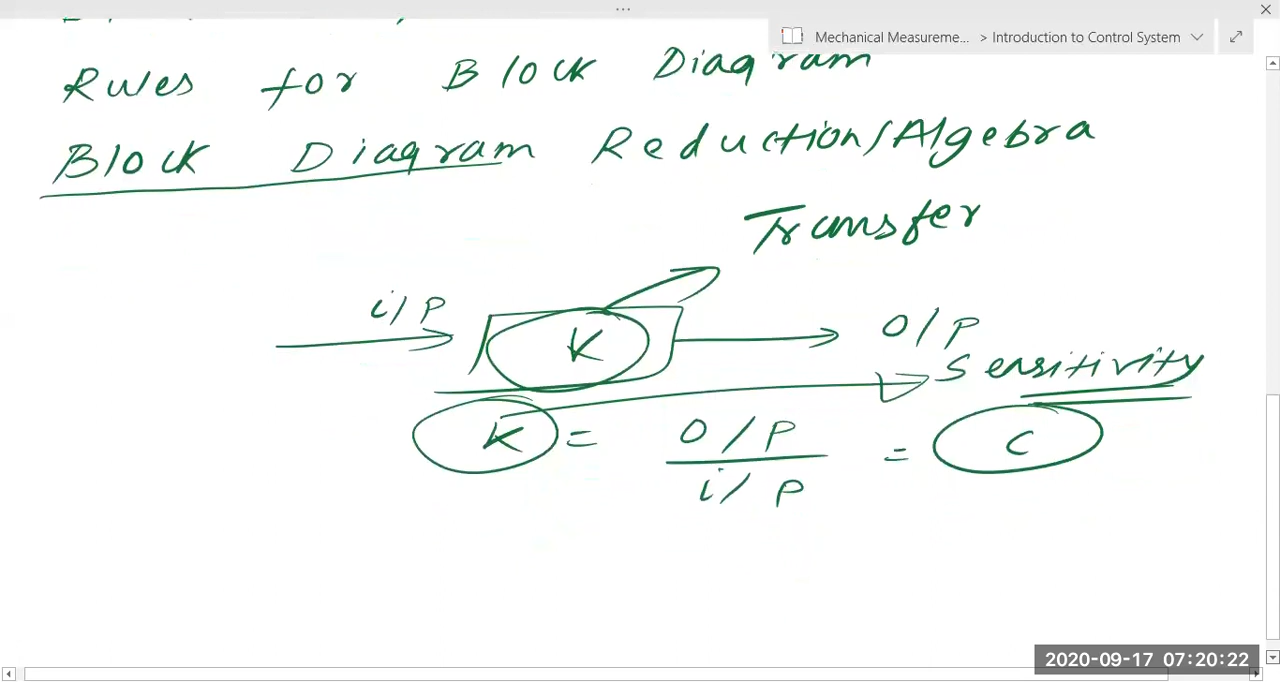 Mechanical Measureme... > Introduction to Control System
Rules for Block Diagram
Block Diagram Reduction/Algebra
Transfer
i/p
K
O/P
Sensitivity
K = O/P / i/P = C
2020-09-17 07:20:22